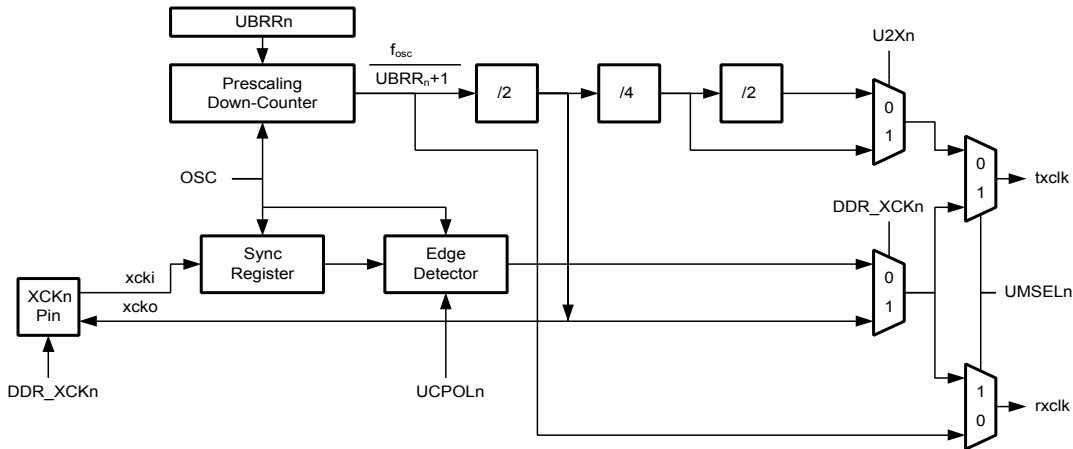 UBRRn
Prescaling
Down-Counter
fosc
UBRRn+1
/2
/4
/2
U2Xn
0
1
OSC
0
1
txclk
DDR_XCKn
Sync
Register
Edge
Detector
0
1
xcki
xcko
XCKn
Pin
UMSELn
DDR_XCKn
UCPOLn
1
0
rxclk